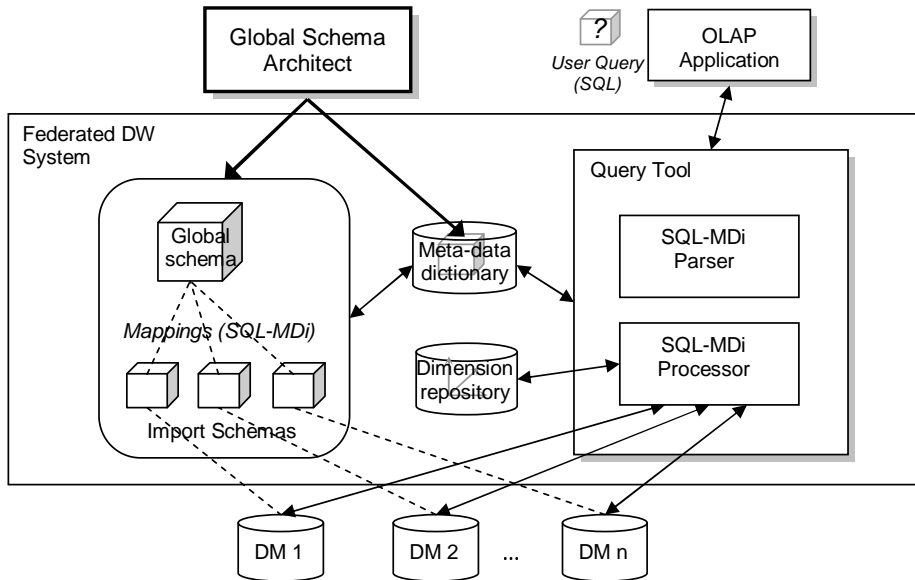 Global Schema
Architect
?
User Query
(SQL)
OLAP
Application
Federated DW
System
Query Tool
Global
schema
Meta-data
dictionary
SQL-MDi
Parser
Mappings (SQL-MDi)
Dimension
repository
SQL-MDi
Processor
Import Schemas
DM 1
DM 2
...
DM n